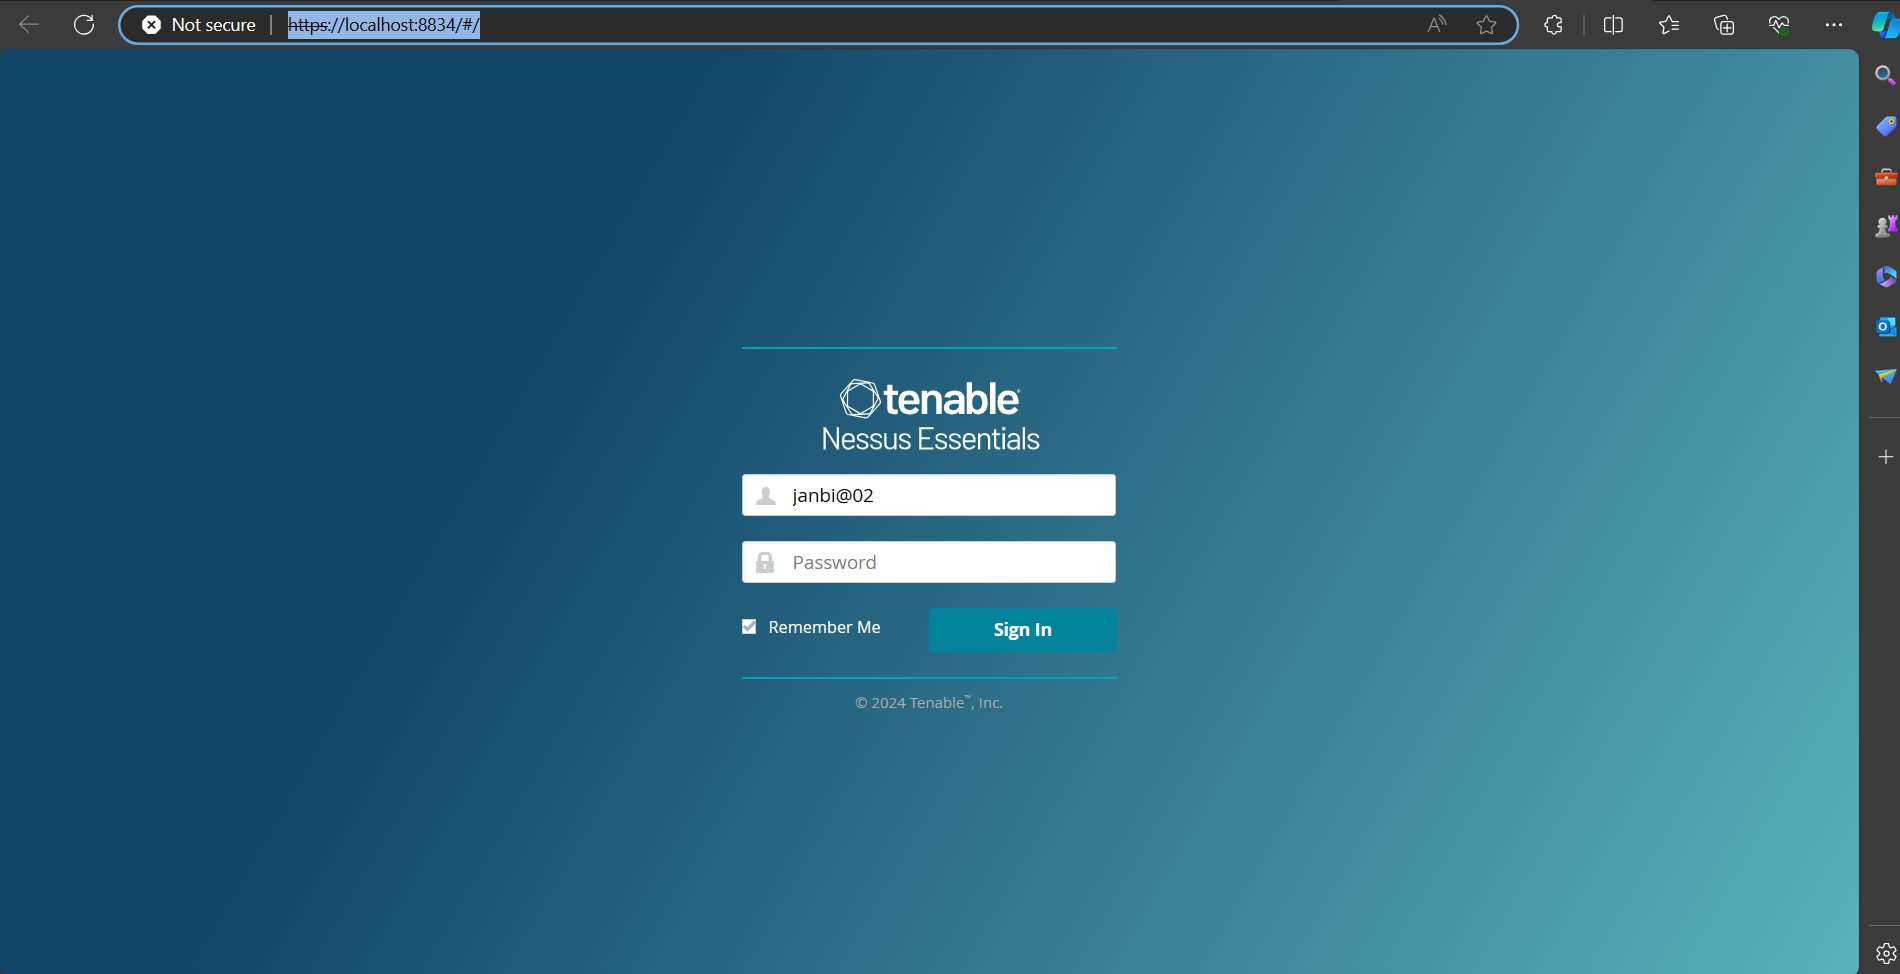 Not secure | https://localhost:8834/#/
tenable
Nessus Essentials
janbi@02
Password
Remember Me
Sign In
© 2024 Tenable™, Inc.